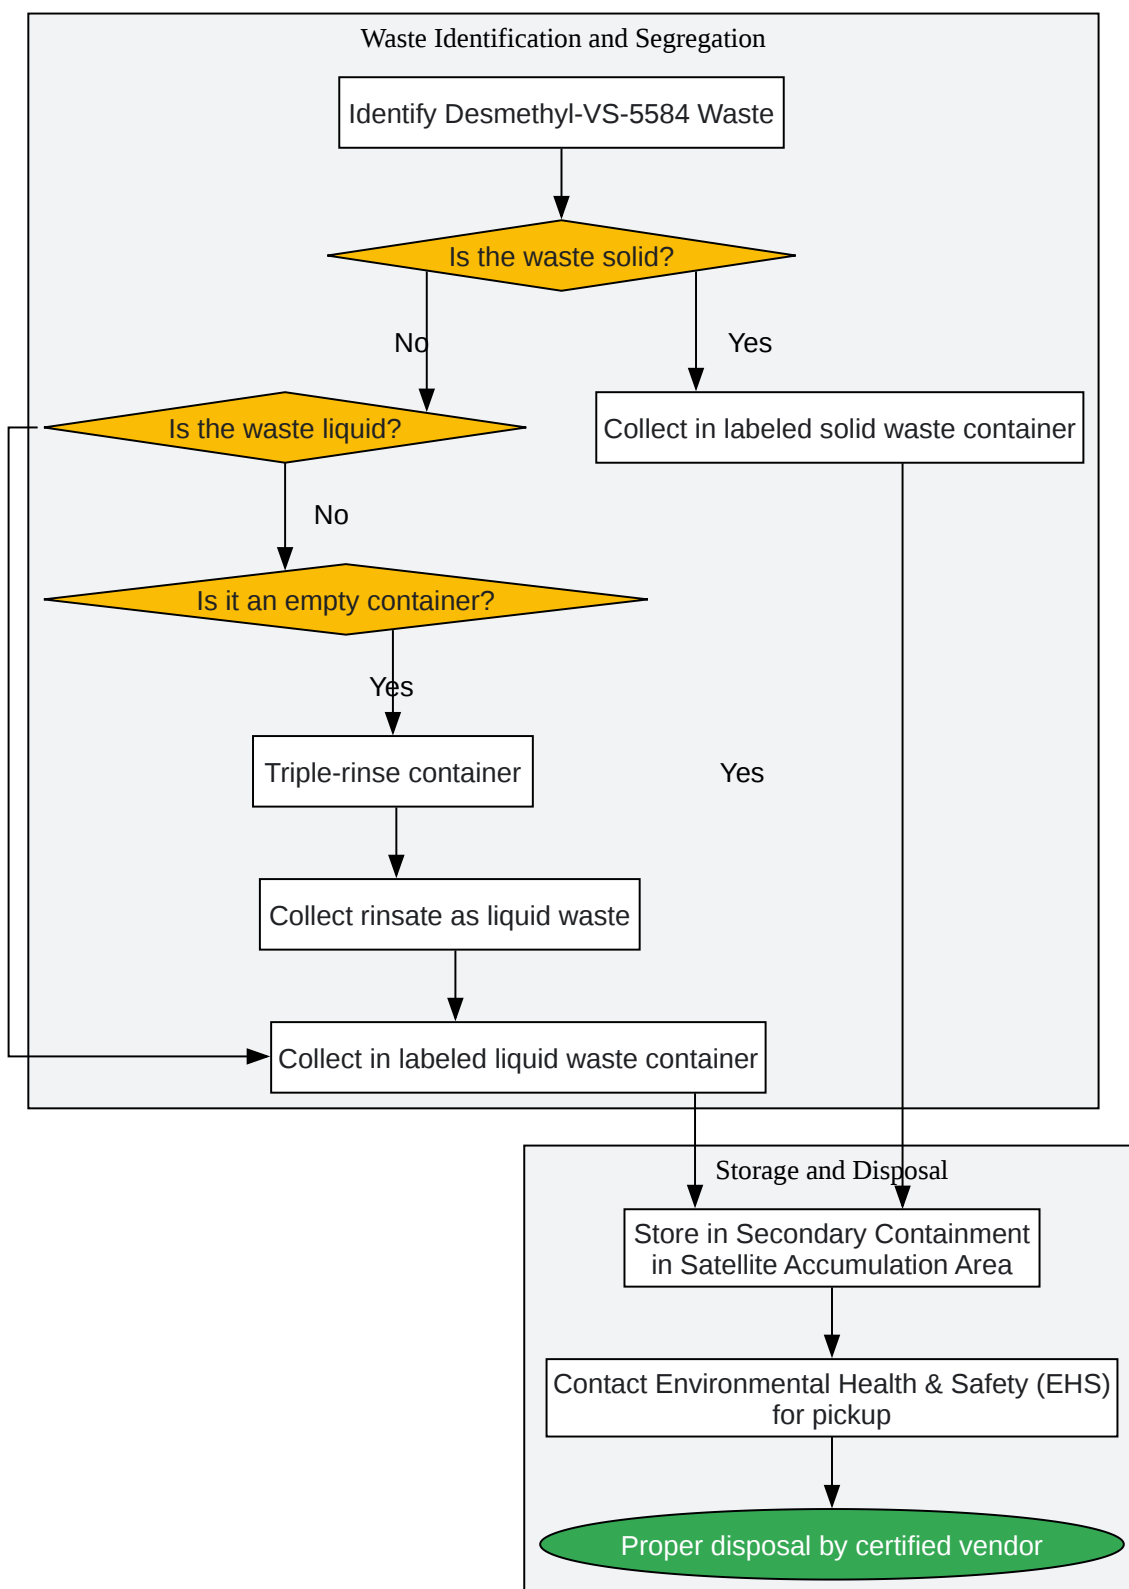 Waste Identification and Segregation
Identify Desmethyl-VS-5584 Waste
Is the waste solid?
No
Yes
Is the waste liquid?
Collect in labeled solid waste container
No
Is it an empty container?
Yes
Triple-rinse container
Yes
Collect rinsate as liquid waste
Collect in labeled liquid waste container
Storage and Disposal
Store in Secondary Containment
in Satellite Accumulation Area
Contact Environmental Health & Safety (EHS)
for pickup
Proper disposal by certified vendor